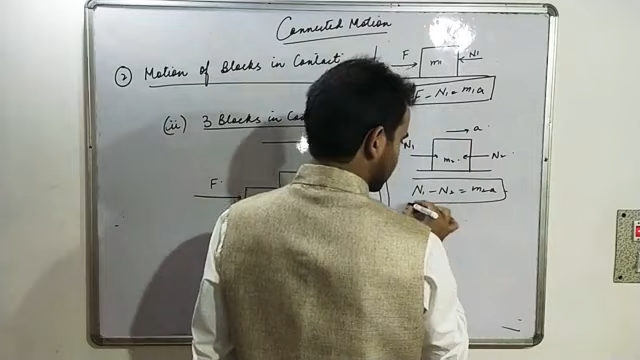 Connected Motion
② Motion of Blocks in Contact
(ii) 3 Blocks in
F
F m₁ N₁
F - N₁ = m₁a
a
N₁ m₂ N₂
N₁ - N₂ = m₂a